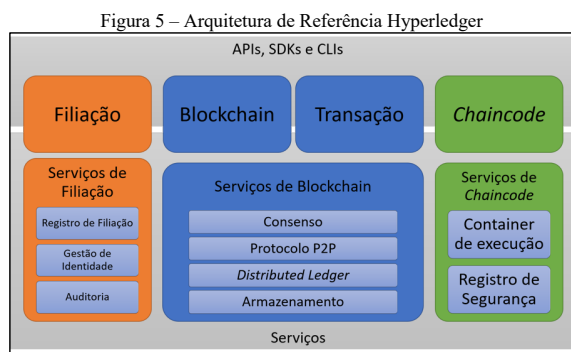 Figura 5 – Arquitetura de Referência Hyperledger
APIs, SDKs e CLIs
Filiação
Blockchain
Transação
Chaincode
Serviços de
Filiação
Registro de Filiação
Gestão de
Identidade
Auditoria
Serviços de Blockchain
Consenso
Protocolo P2P
Distributed Ledger
Armazenamento
Serviços de
Chaincode
Container
de execução
Registro de
Segurança
Serviços